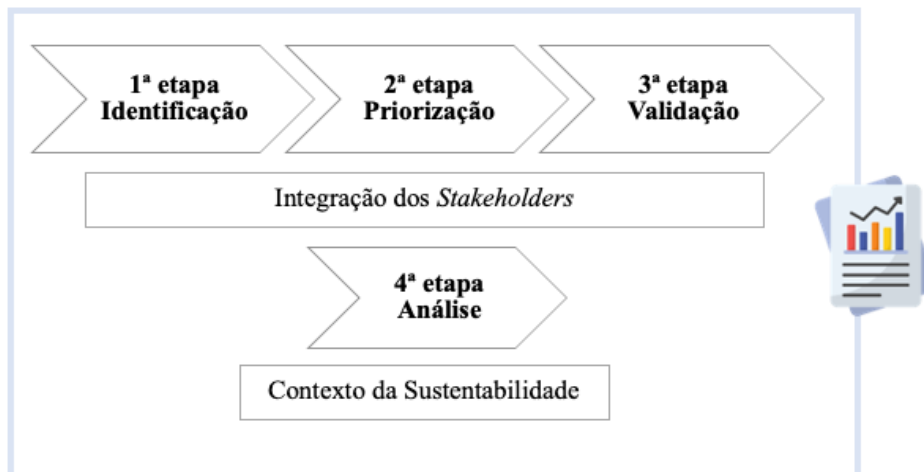 1ª etapa
Identificação
2ª etapa
Priorização
3ª etapa
Validação
Integração dos Stakeholders
4ª etapa
Análise
Contexto da Sustentabilidade